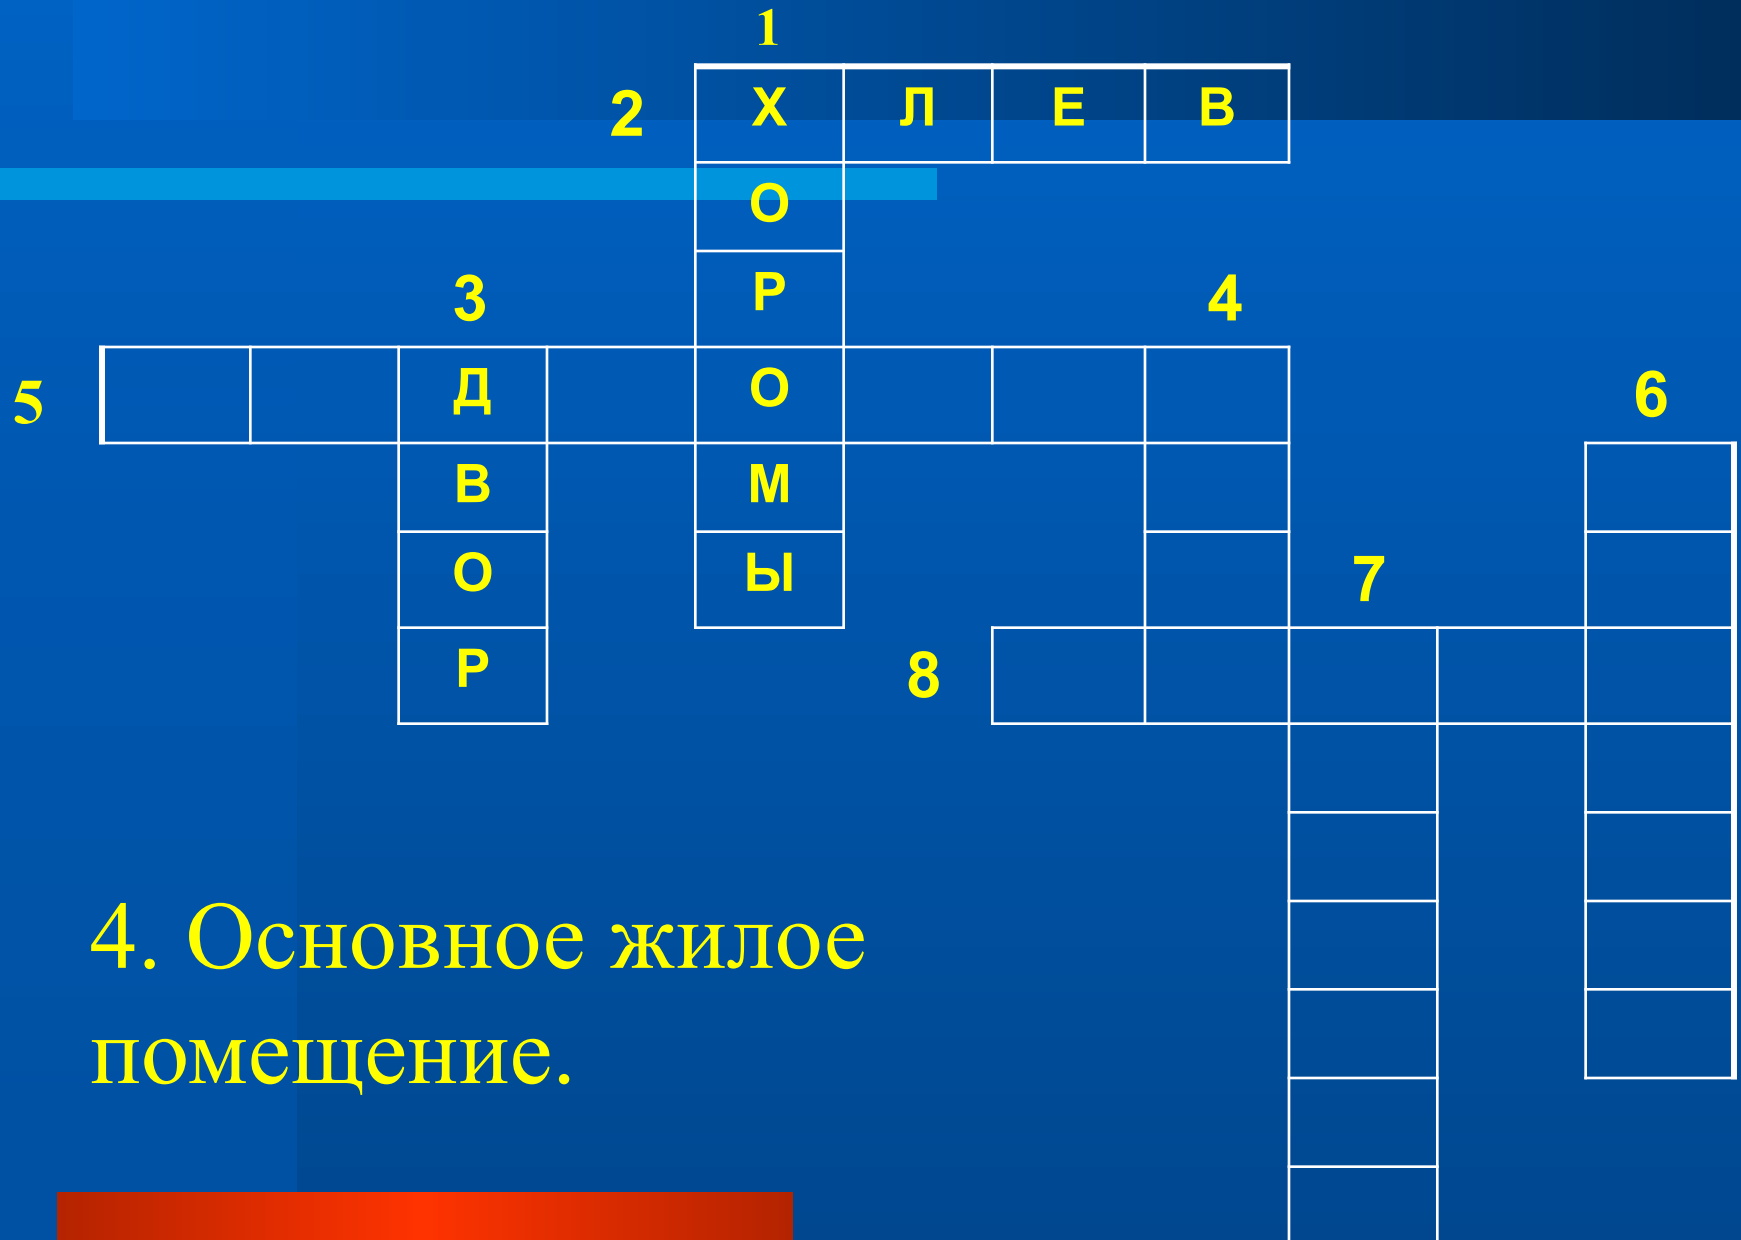 1
2 Х Л Е В
О
3 Р 4
5 Д О 6
В М
О Ы 7
Р 8
4. Основное жилое
помещение.